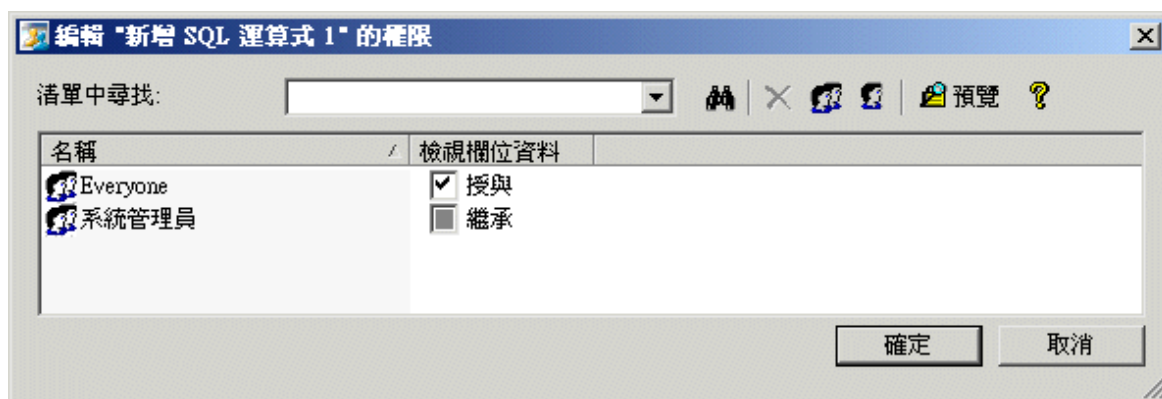 編輯 "新增 SQL 運算式 1" 的權限
清單中尋找:
預覽
名稱 檢視欄位資料
Everyone 授與
系統管理員 繼承
確定 取消